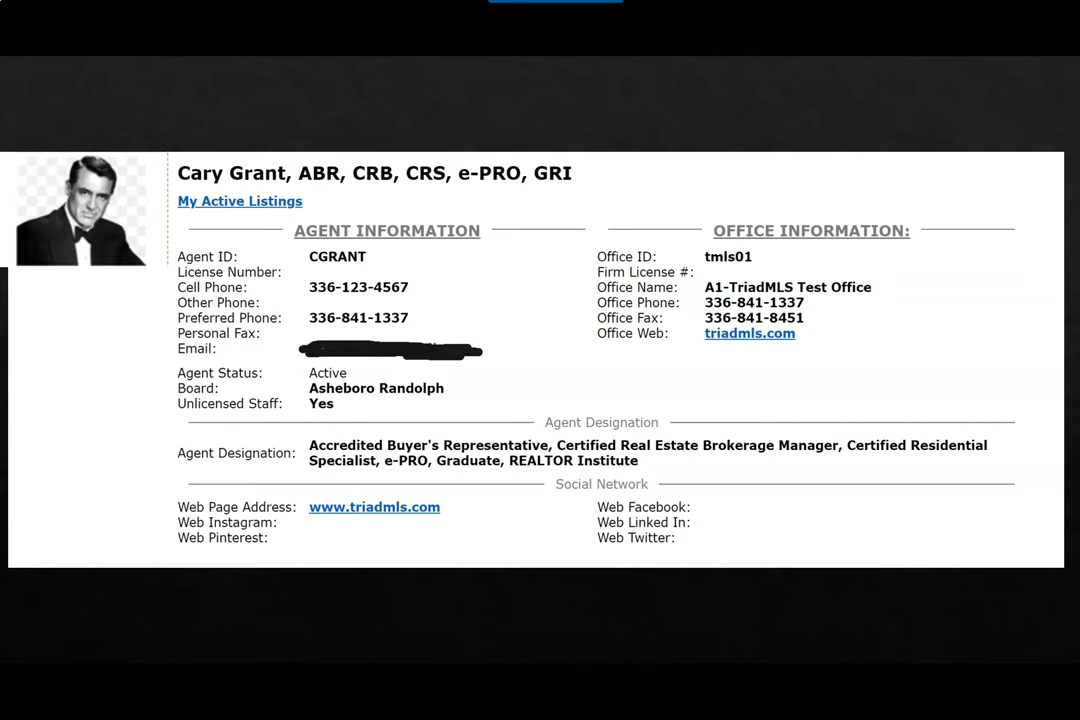 Cary Grant, ABR, CRB, CRS, e-PRO, GRI
My Active Listings
AGENT INFORMATION
Agent ID: CGRANT
License Number:
Cell Phone: 336-123-4567
Other Phone:
Preferred Phone: 336-841-1337
Personal Fax:
Email:
Agent Status: Active
Board: Asheboro Randolph
Unlicensed Staff: Yes
OFFICE INFORMATION:
Office ID: tmls01
Firm License #:
Office Name: A1-TriadMLS Test Office
Office Phone: 336-841-1337
Office Fax: 336-841-8451
Office Web: triadmls.com
Agent Designation
Agent Designation: Accredited Buyer's Representative, Certified Real Estate Brokerage Manager, Certified Residential
Specialist, e-PRO, Graduate, REALTOR Institute
Social Network
Web Page Address: www.triadmls.com
Web Instagram:
Web Pinterest:
Web Facebook:
Web Linked In:
Web Twitter: